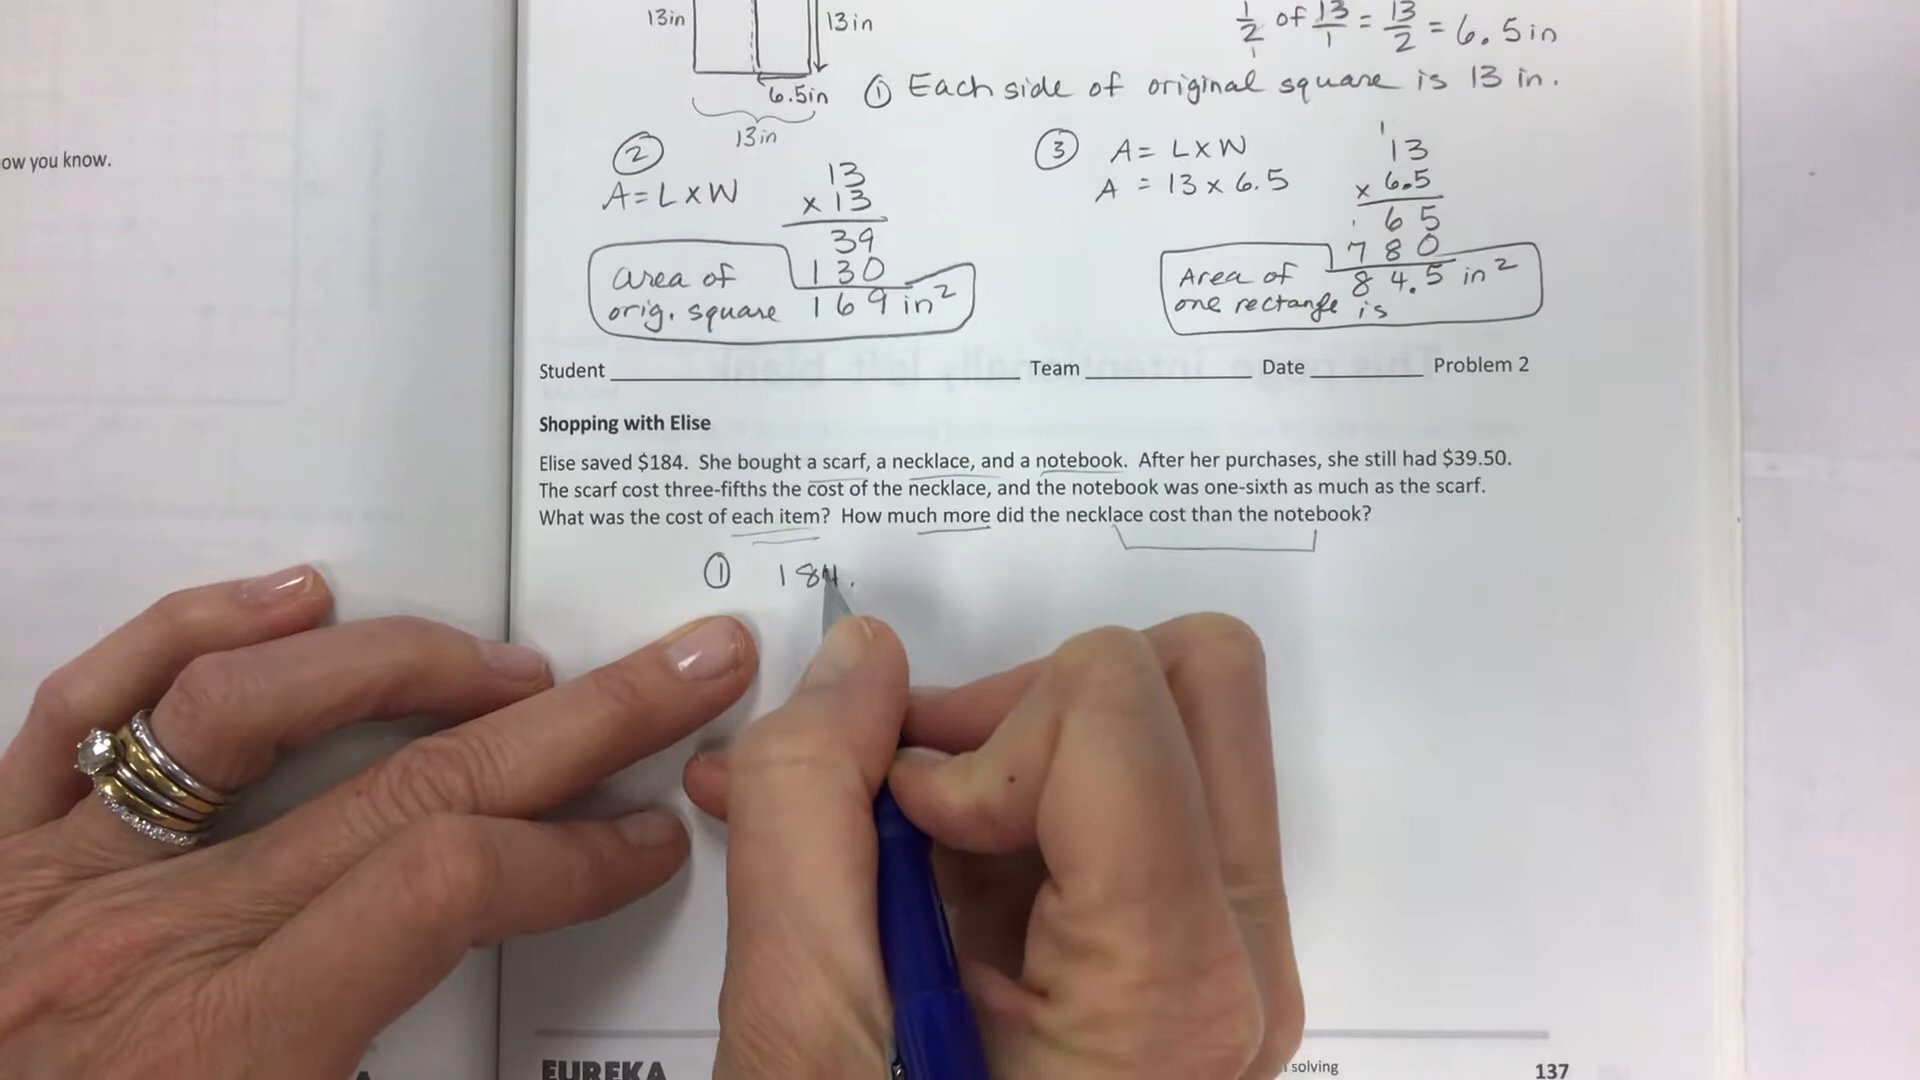 13in
13in
1/2 of 13/1 = 13/2 = 6.5in
6.5in
① Each side of original square is 13 in.
13in
②
A=LXW
13
x 13
39
130
169 in²
area of
orig. square
③ A= LXW
A = 13 x 6.5
1
13
x 6.5
65
780
84.5 in²
Area of
one rectangle is
ow you know.
Student Team Date Problem 2
Shopping with Elise
Elise saved $184. She bought a scarf, a necklace, and a notebook. After her purchases, she still had $39.50.
The scarf cost three-fifths the cost of the necklace, and the notebook was one-sixth as much as the scarf.
What was the cost of each item? How much more did the necklace cost than the notebook?
① 184.
EUREKA
solving
137